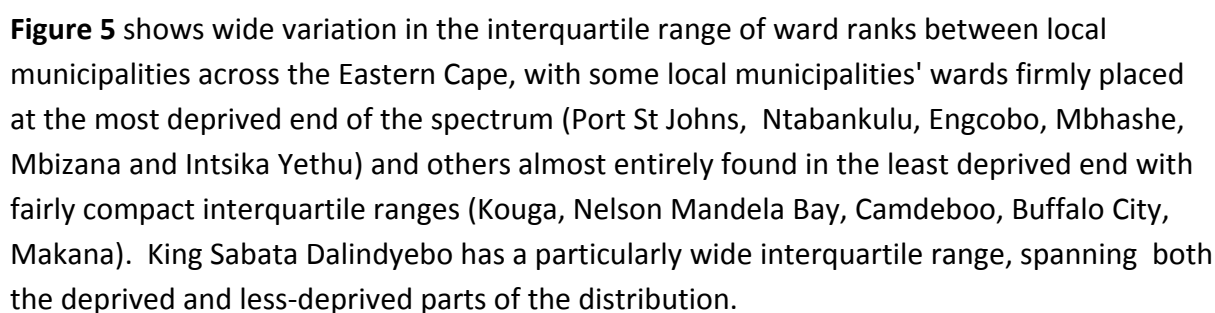 Figure 5 shows wide variation in the interquartile range of ward ranks between local
municipalities across the Eastern Cape, with some local municipalities' wards firmly placed
at the most deprived end of the spectrum (Port St Johns,  Ntabankulu, Engcobo, Mbhashe,
Mbizana and Intsika Yethu) and others almost entirely found in the least deprived end with
fairly compact interquartile ranges (Kouga, Nelson Mandela Bay, Camdeboo, Buffalo City,
Makana).  King Sabata Dalindyebo has a particularly wide interquartile range, spanning  both
the deprived and less-deprived parts of the distribution.